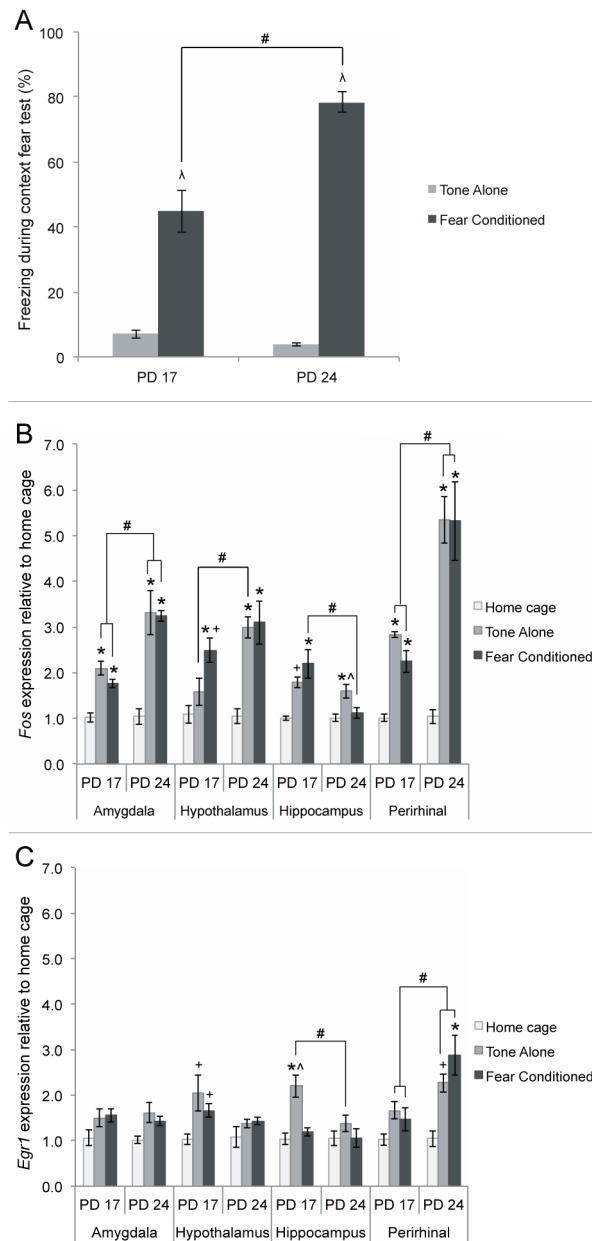 A
Freezing during context fear test (%)
100
80
60
40
20
0
#
λ
λ
PD 17
PD 24
Tone Alone
Fear Conditioned
B
Fos expression relative to home cage
7.0
6.0
5.0
4.0
3.0
2.0
1.0
0.0
#
* *
* *
#
* +
* *
#
+ *
*^
#
* *
* *
PD 17 PD 24 PD 17 PD 24 PD 17 PD 24 PD 17 PD 24
Amygdala Hypothalamus Hippocampus Perirhinal
Home cage
Tone Alone
Fear Conditioned
C
Egr1 expression relative to home cage
7.0
6.0
5.0
4.0
3.0
2.0
1.0
0.0
+
+
*^
#
#
+
*
PD 17 PD 24 PD 17 PD 24 PD 17 PD 24 PD 17 PD 24
Amygdala Hypothalamus Hippocampus Perirhinal
Home cage
Tone Alone
Fear Conditioned